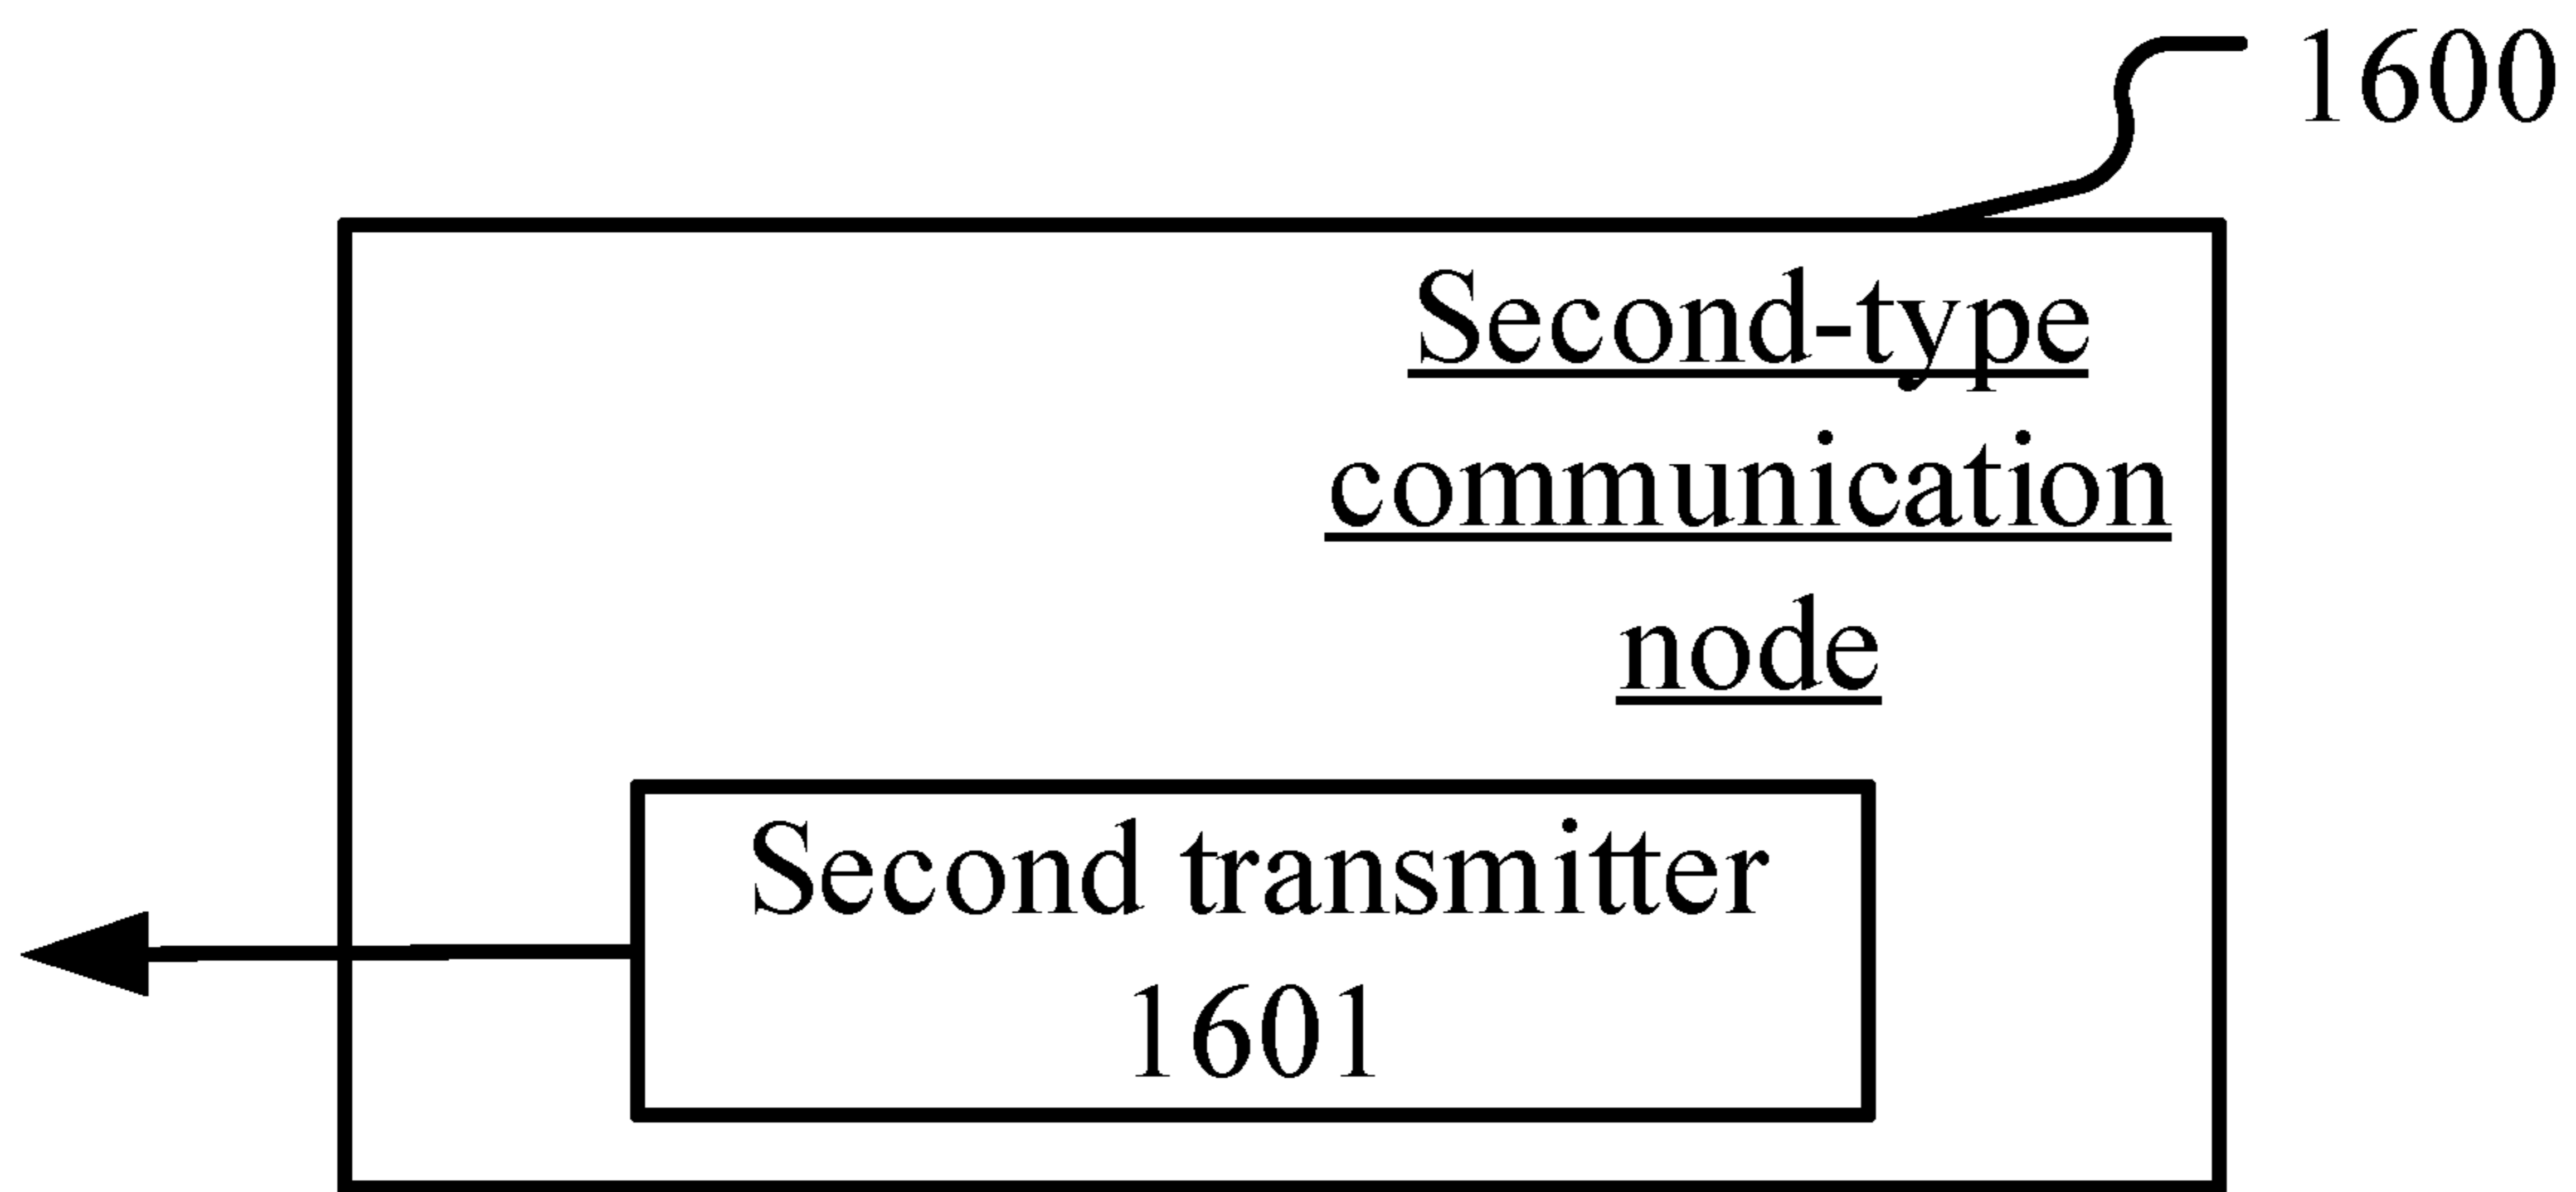 1600
Second-type
communication
node
Second transmitter
1601